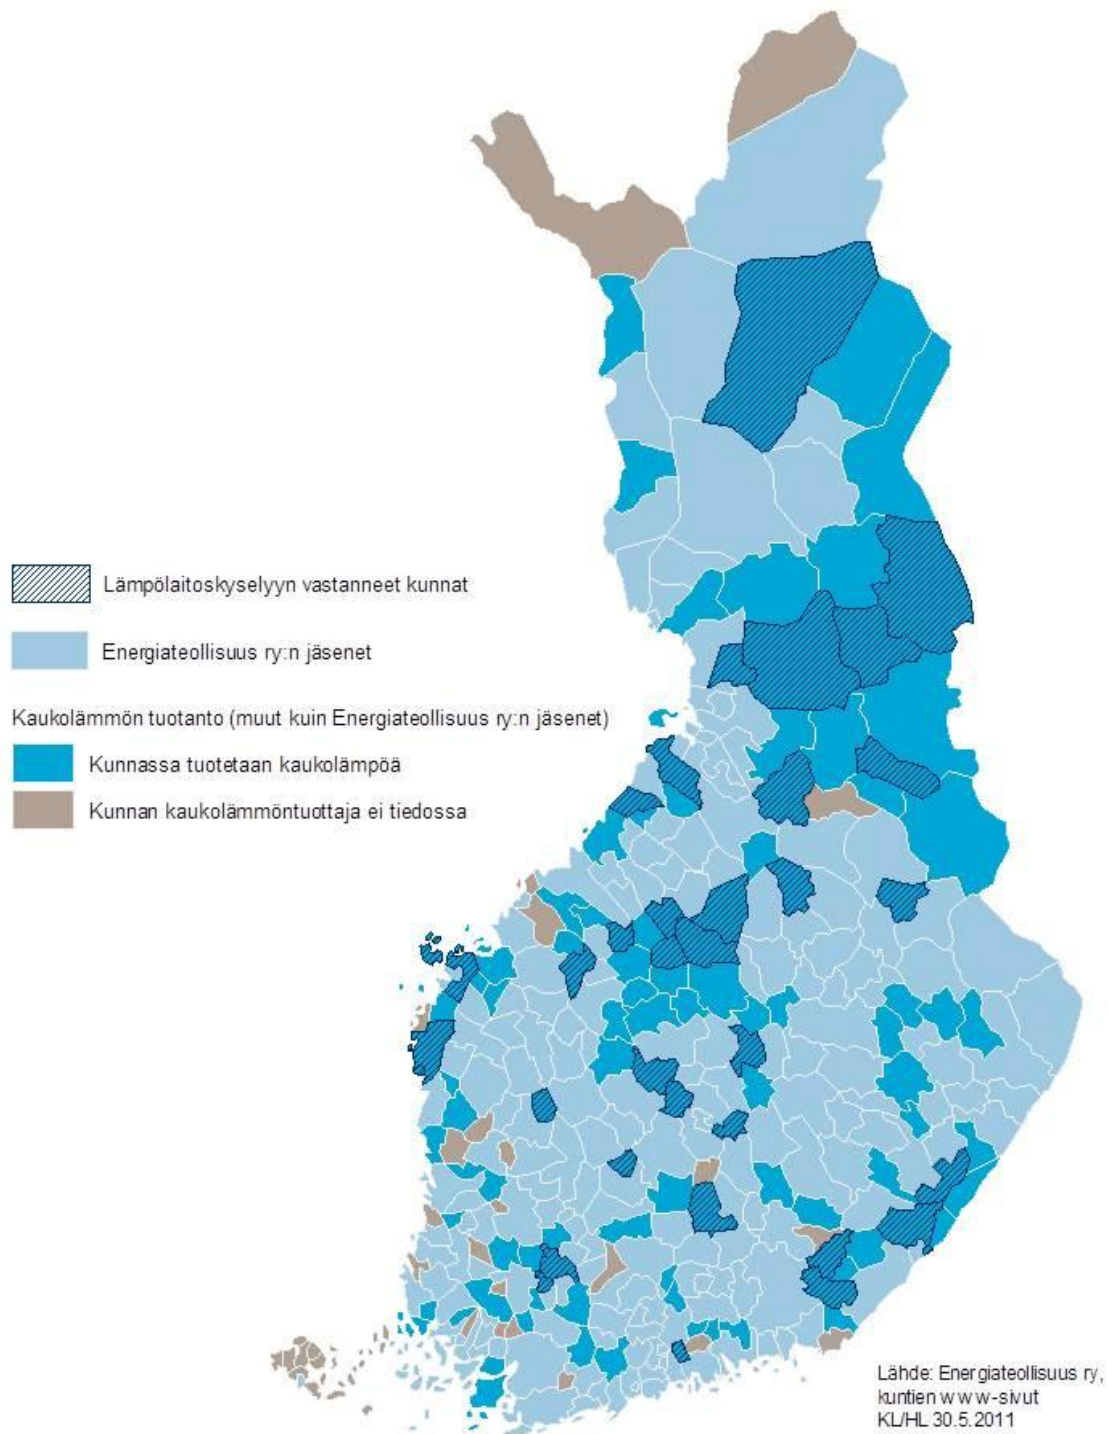 Lämpölaitoskyselyyn vastanneet kunnat
Energiateollisuus ry:n jäsenet
Kaukolämmön tuotanto (muut kuin Energiateollisuus ry:n jäsenet)
Kunnassa tuotetaan kaukolämpöä
Kunnan kaukolämmöntuottaja ei tiedossa
Lähde: Energiateollisuus ry,
kuntien www-sivut
KL/HL 30.5.2011